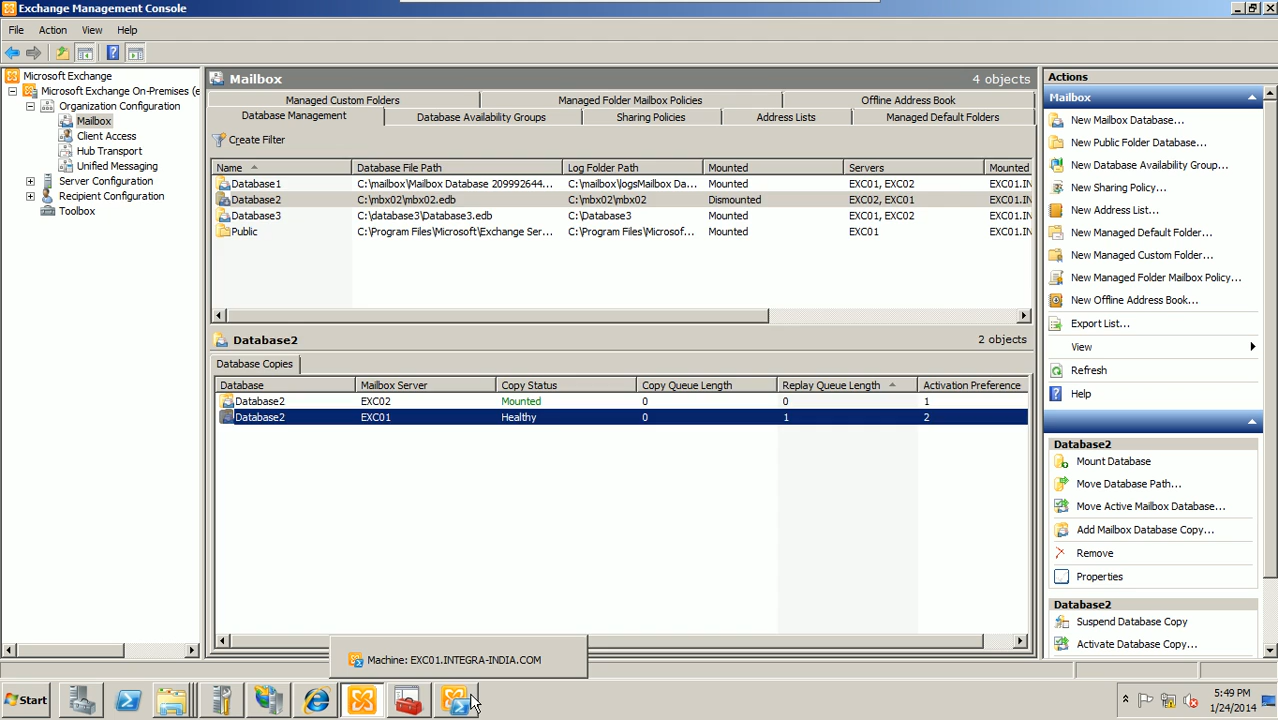 Exchange Management Console
File Action View Help
Microsoft Exchange
Microsoft Exchange On-Premises (e
Organization Configuration
Mailbox
Client Access
Hub Transport
Unified Messaging
Server Configuration
Recipient Configuration
Toolbox
Mailbox 4 objects
Managed Custom Folders Managed Folder Mailbox Policies Offline Address Book
Database Management Database Availability Groups Sharing Policies Address Lists Managed Default Folders
Create Filter
Name Database File Path Log Folder Path Mounted Servers Mounted
Database1 C:\mailbox\Mailbox Database 209992644... C:\mailbox\logsMailbox Da... Mounted EXC01, EXC02 EXC01.IN
Database2 C:\mbx02\mbx02.edb C:\mbx02\mbx02 Dismounted EXC02, EXC01 EXC01.IN
Database3 C:\database3\Database3.edb C:\Database3 Mounted EXC01, EXC02 EXC01.IN
Public C:\Program Files\Microsoft\Exchange Ser... C:\Program Files\Microsof... Mounted EXC01 EXC01.IN
Database2 2 objects
Database Copies
Database Mailbox Server Copy Status Copy Queue Length Replay Queue Length Activation Preference
Database2 EXC02 Mounted 0 0 1
Database2 EXC01 Healthy 0 1 2
Actions
Mailbox
New Mailbox Database...
New Public Folder Database...
New Database Availability Group...
New Sharing Policy...
New Address List...
New Managed Default Folder...
New Managed Custom Folder...
New Managed Folder Mailbox Policy...
New Offline Address Book...
Export List...
View
Refresh
Help
Database2
Mount Database
Move Database Path...
Move Active Mailbox Database...
Add Mailbox Database Copy...
Remove
Properties
Database2
Suspend Database Copy
Activate Database Copy...
Machine: EXC01.INTEGRA-INDIA.COM
Start
5:49 PM
1/24/2014